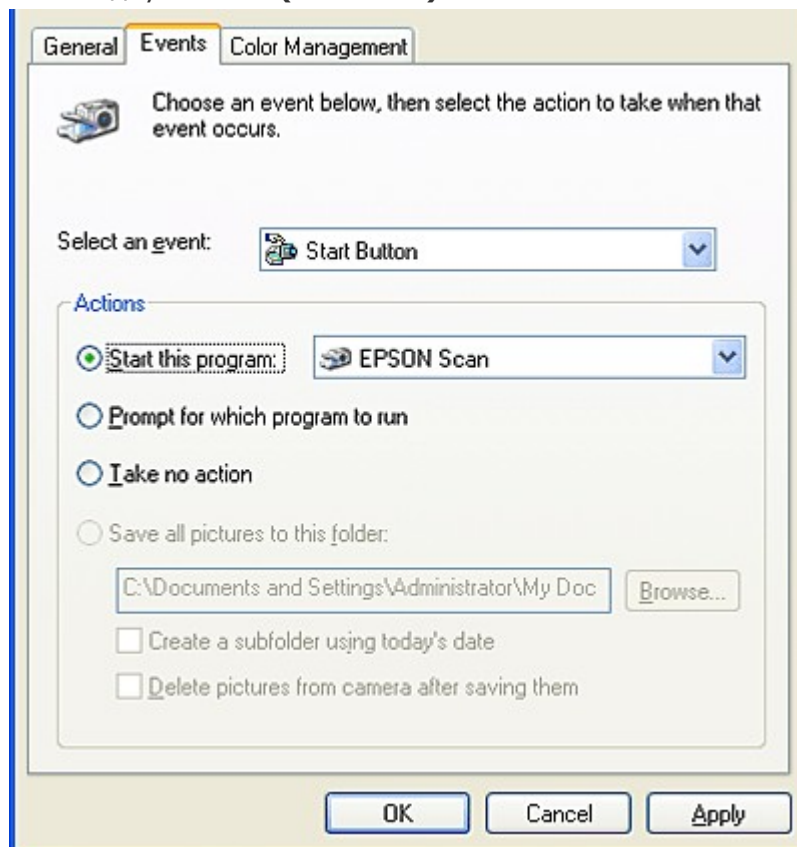 General Events Color Management
Choose an event below, then select the action to take when that
event occurs.
Select an event: Start Button
Actions
Start this program: EPSON Scan
Prompt for which program to run
Take no action
Save all pictures to this folder:
C:\Documents and Settings\Administrator\My Doc Browse...
Create a subfolder using today's date
Delete pictures from camera after saving them
OK Cancel Apply